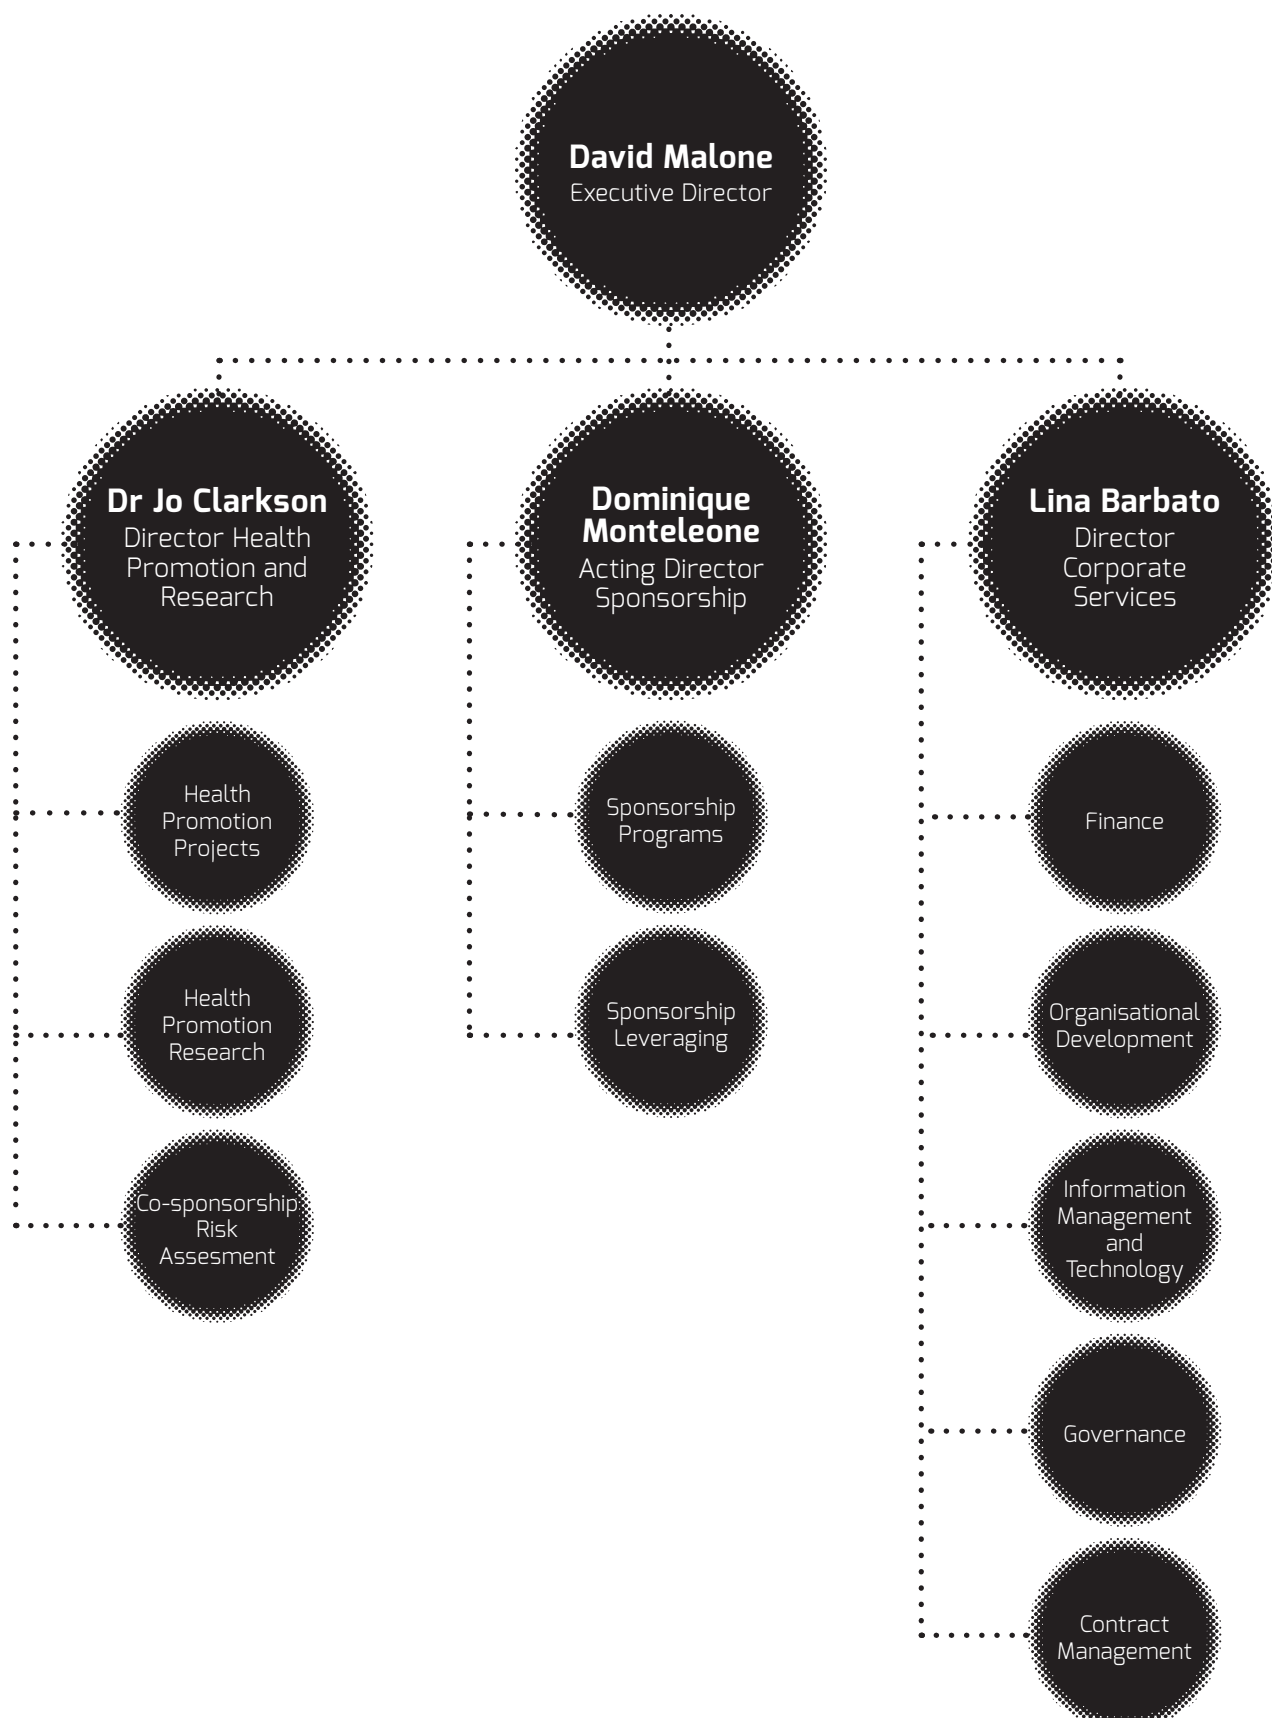 David Malone
Executive Director
Dr Jo Clarkson
Director Health
Promotion and
Research
Dominique
Monteleone
Acting Director
Sponsorship
Lina Barbato
Director
Corporate
Services
Health
Promotion
Projects
Health
Promotion
Research
Co-sponsorship
Risk
Assesment
Sponsorship
Programs
Sponsorship
Leveraging
Finance
Organisational
Development
Information
Management
and
Technology
Governance
Contract
Management